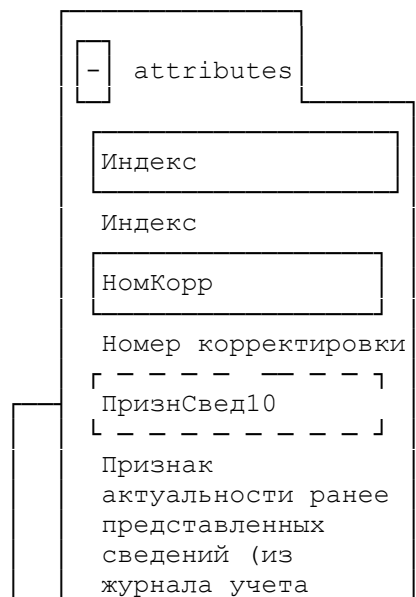 - attributes
Индекс
Индекс
НомКорр
Номер корректировки
ПризнСвед10
Признак
актуальности ранее
представленных
сведений (из
журнала учета